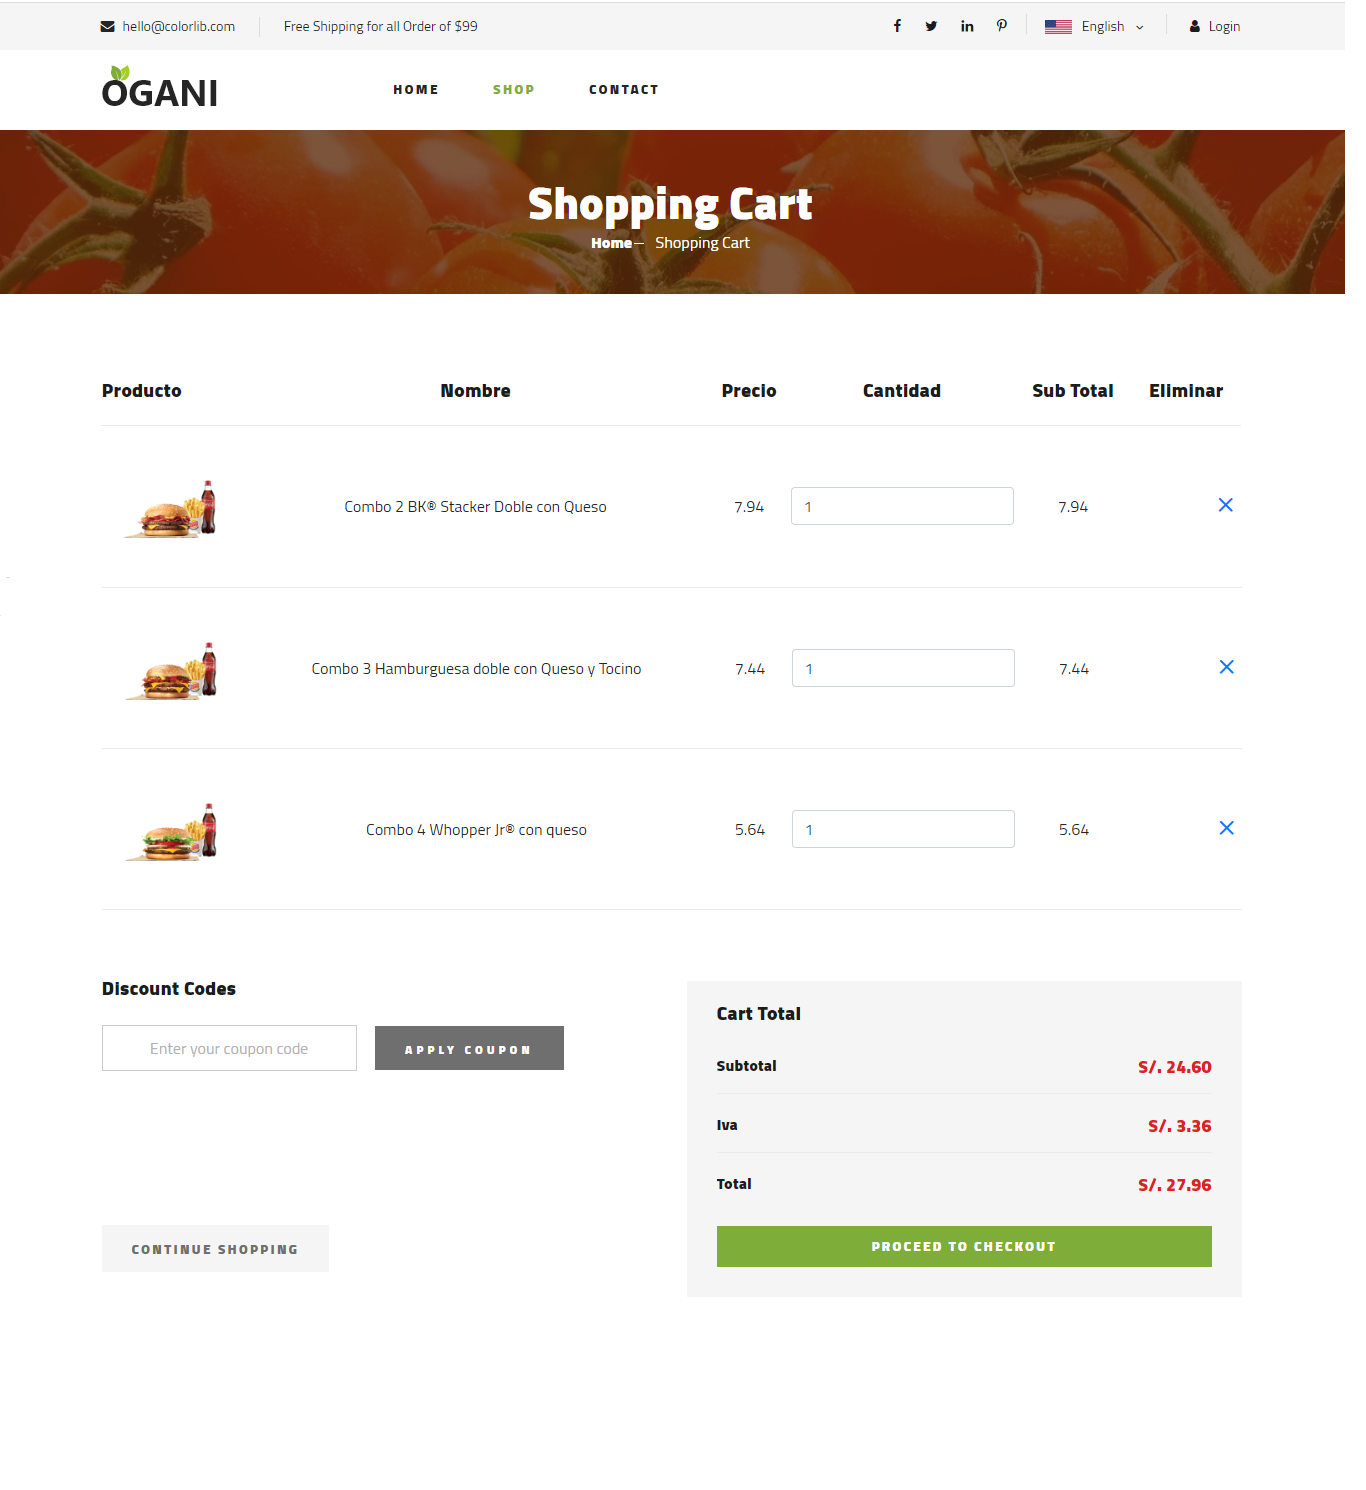 hello@colorlib.com Free Shipping for all Order of $99 English Login
OGANI HOME SHOP CONTACT
Shopping Cart
Home Shopping Cart
Producto Nombre Precio Cantidad Sub Total Eliminar
Combo 2 BK® Stacker Doble con Queso 7.94 1 7.94
Combo 3 Hamburguesa doble con Queso y Tocino 7.44 1 7.44
Combo 4 Whopper Jr® con queso 5.64 1 5.64
Discount Codes
Enter your coupon code APPLY COUPON
CONTINUE SHOPPING
Cart Total
Subtotal S/. 24.60
Iva S/. 3.36
Total S/. 27.96
PROCEED TO CHECKOUT